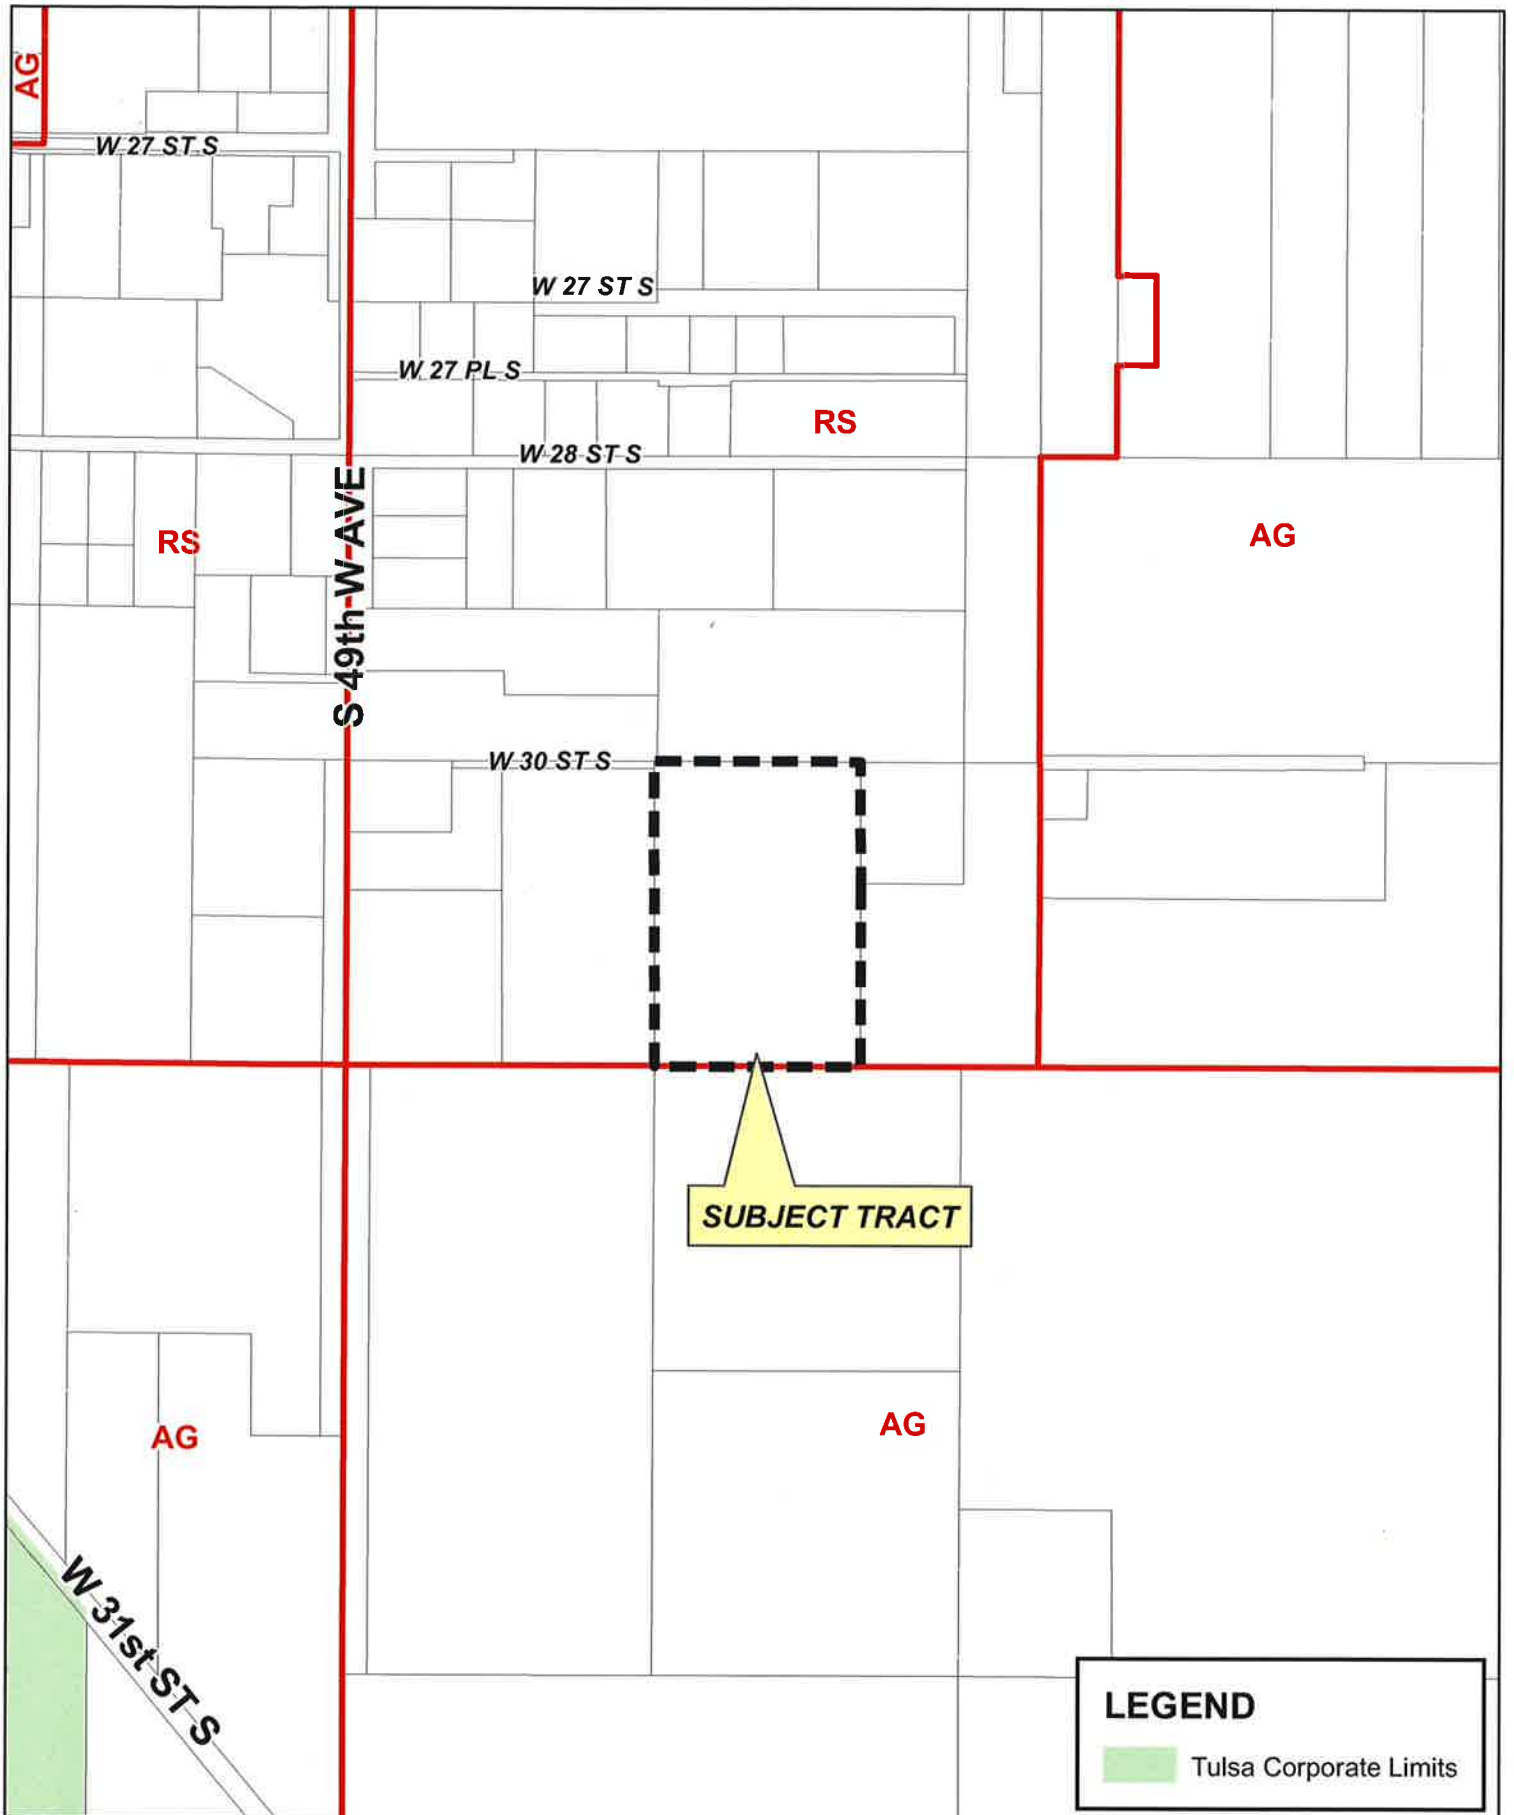 AG
W 27 ST S
W 27 ST S
W 27 PL S
RS
W 28 ST S
S 49th W AVE
RS
AG
W 30 ST S
SUBJECT TRACT
AG
AG
W 31st ST S
LEGEND
Tulsa Corporate Limits